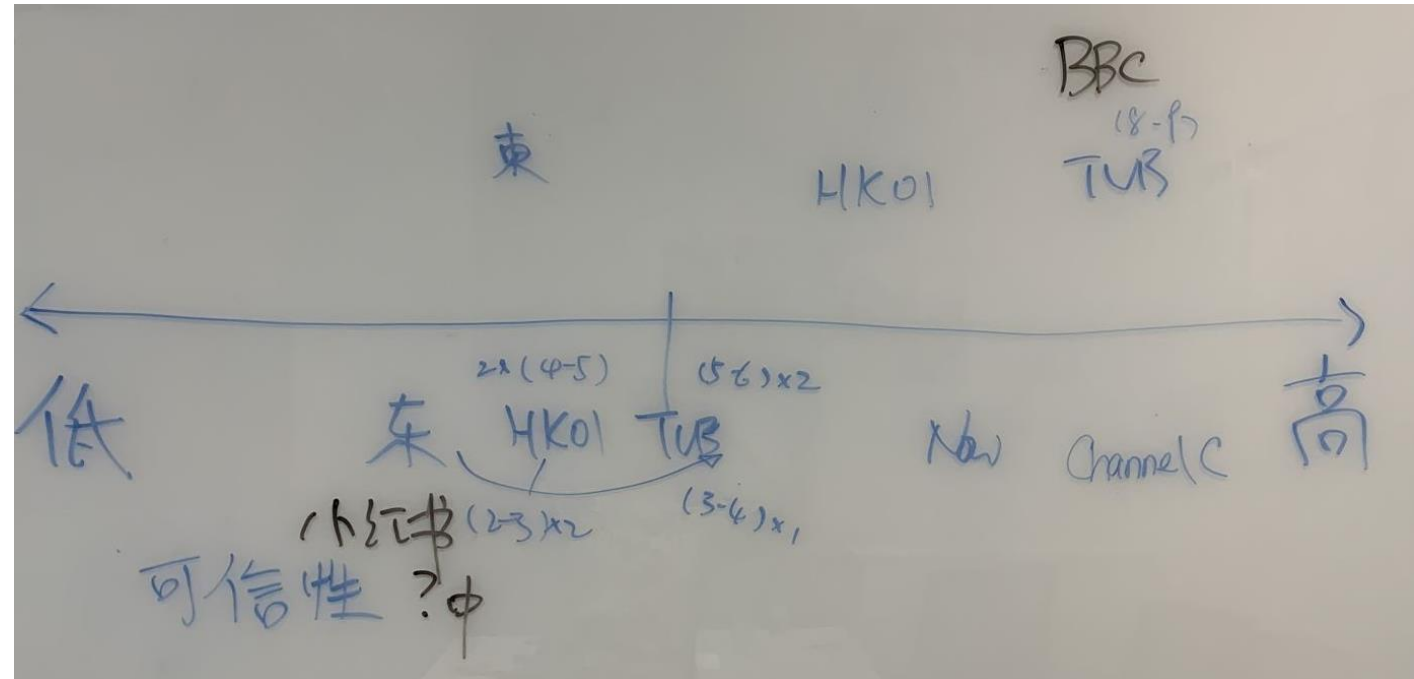 BBC
(8-9)
東 HK01 TVB
2x(4-5) (5-6)x2
低 东 HK01 TVB Now Channel C 高
小红书 (2-3)x2 (3-4)x1
可信性 ? 中